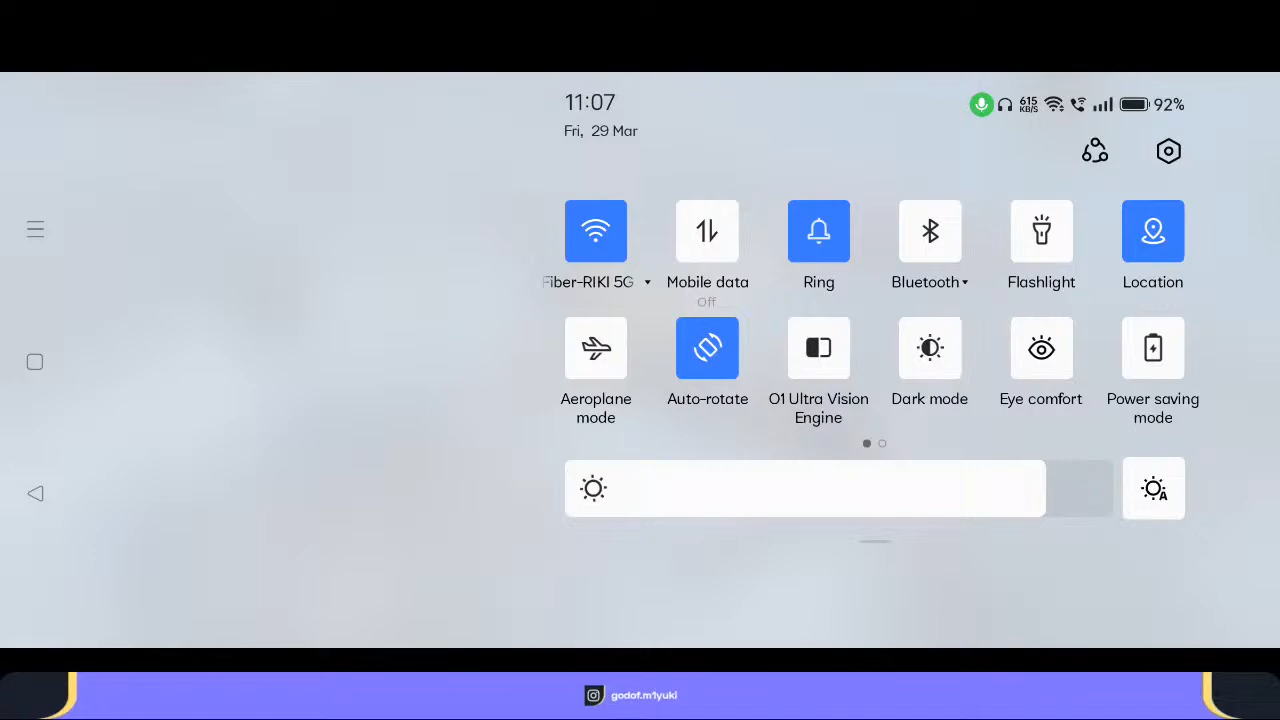 11:07
Fri, 29 Mar
615
KB/S
92%
Fiber-RIKI 5G
Mobile data
Off
Ring
Bluetooth
Flashlight
Location
Aeroplane
mode
Auto-rotate
O1 Ultra Vision
Engine
Dark mode
Eye comfort
Power saving
mode
A
godof.m1yuki